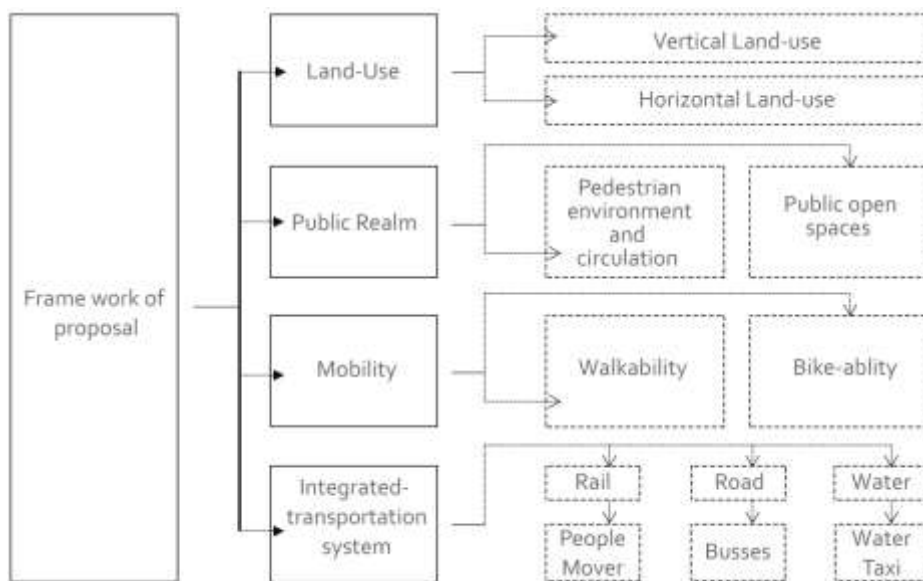 Frame work of
proposal
Land-Use
Vertical Land-use
Horizontal Land-use
Public Realm
Pedestrian
environment
and
circulation
Public open
spaces
Mobility
Walkability
Bike-ablity
Integrated-
transportation
system
Rail
Road
Water
People
Mover
Busses
Water
Taxi